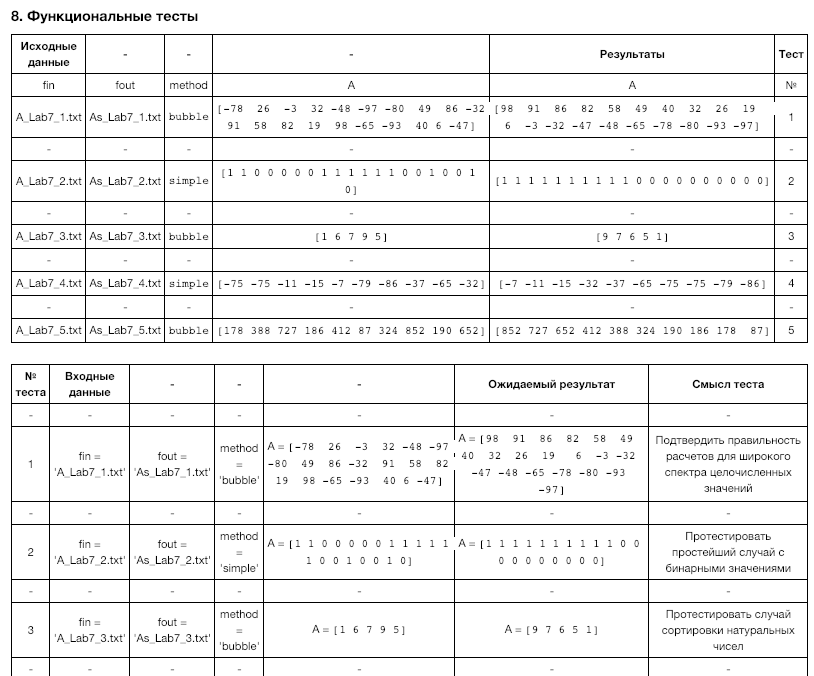 8. Функциональные тесты
Исходные данные - - - Результаты Тест
fin fout method A A №
A_Lab7_1.txt As_Lab7_1.txt bubble [-78 26 -3 32 -48 -97 -80 49 86 -32 [98 91 86 82 58 49 40 32 26 19 1
91 58 82 19 98 -65 -93 40 6 -47] 6 -3 -32 -47 -48 -65 -78 -80 -93 -97]
- - -
A_Lab7_2.txt As_Lab7_2.txt simple [1 1 0 0 0 0 0 1 1 1 1 1 1 0 0 1 0 0 1 [1 1 1 1 1 1 1 1 1 1 0 0 0 0 0 0 0 0 0 0] 2
0]
- - -
A_Lab7_3.txt As_Lab7_3.txt bubble [1 6 7 9 5] [9 7 6 5 1] 3
- - -
A_Lab7_4.txt As_Lab7_4.txt simple [-75 -75 -11 -15 -7 -79 -86 -37 -65 -32] [-7 -11 -15 -32 -37 -65 -75 -75 -79 -86] 4
- - -
A_Lab7_5.txt As_Lab7_5.txt bubble [178 388 727 186 412 87 324 852 190 652] [852 727 652 412 388 324 190 186 178 87] 5
№ Входные - - - Ожидаемый результат Смысл теста
теста данные
- - - - - - -
A = [-78 26 -3 32 -48 -97 A = [98 91 86 82 58 49 Подтвердить правильность
1 fin = fout = method -80 49 86 -32 91 58 82 40 32 26 19 6 -3 -32 расчетов для широкого
'A_Lab7_1.txt' 'As_Lab7_1.txt' = 19 98 -65 -93 40 6 -47] -47 -48 -65 -78 -80 -93 спектра целочисленных
'bubble' -97] значений
- - - - - - -
2 fin = fout = method A = [1 1 0 0 0 0 0 1 1 1 1 1 A = [1 1 1 1 1 1 1 1 1 1 0 0 Протестировать
'A_Lab7_2.txt' 'As_Lab7_2.txt' = 1 0 0 1 0 0 1 0] 0 0 0 0 0 0 0 0] простейший случай с
'simple' бинарными значениями
- - - - - - -
3 fin = fout = method A = [1 6 7 9 5] A = [9 7 6 5 1] Протестировать случай
'A_Lab7_3.txt' 'As_Lab7_3.txt' = сортировки натуральных
'bubble' чисел
- - - - - - -